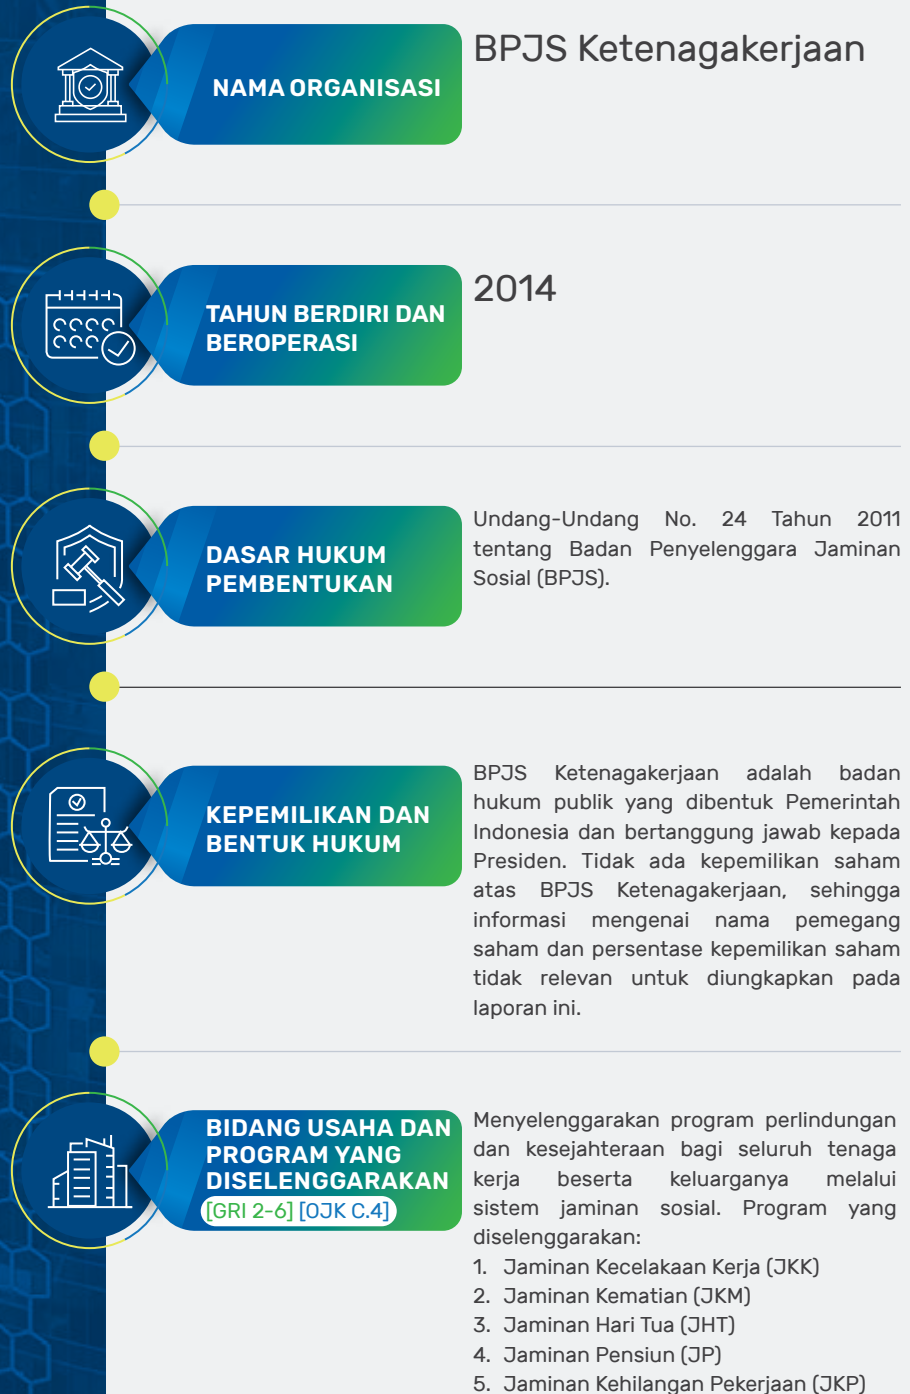 NAMA ORGANISASI
BPJS Ketenagakerjaan
TAHUN BERDIRI DAN
BEROPERASI
2014
DASAR HUKUM
PEMBENTUKAN
Undang-Undang No. 24 Tahun 2011
tentang Badan Penyelenggara Jaminan
Sosial (BPJS).
KEPEMILIKAN DAN
BENTUK HUKUM
BPJS Ketenagakerjaan adalah badan
hukum publik yang dibentuk Pemerintah
Indonesia dan bertanggung jawab kepada
Presiden. Tidak ada kepemilikan saham
atas BPJS Ketenagakerjaan, sehingga
informasi mengenai nama pemegang
saham dan persentase kepemilikan saham
tidak relevan untuk diungkapkan pada
laporan ini.
BIDANG USAHA DAN
PROGRAM YANG
DISELENGGARAKAN
[GRI 2-6] [OJK C.4]
Menyelenggarakan program perlindungan
dan kesejahteraan bagi seluruh tenaga
kerja beserta keluarganya melalui
sistem jaminan sosial. Program yang
diselenggarakan:
1. Jaminan Kecelakaan Kerja (JKK)
2. Jaminan Kematian (JKM)
3. Jaminan Hari Tua (JHT)
4. Jaminan Pensiun (JP)
5. Jaminan Kehilangan Pekerjaan (JKP)